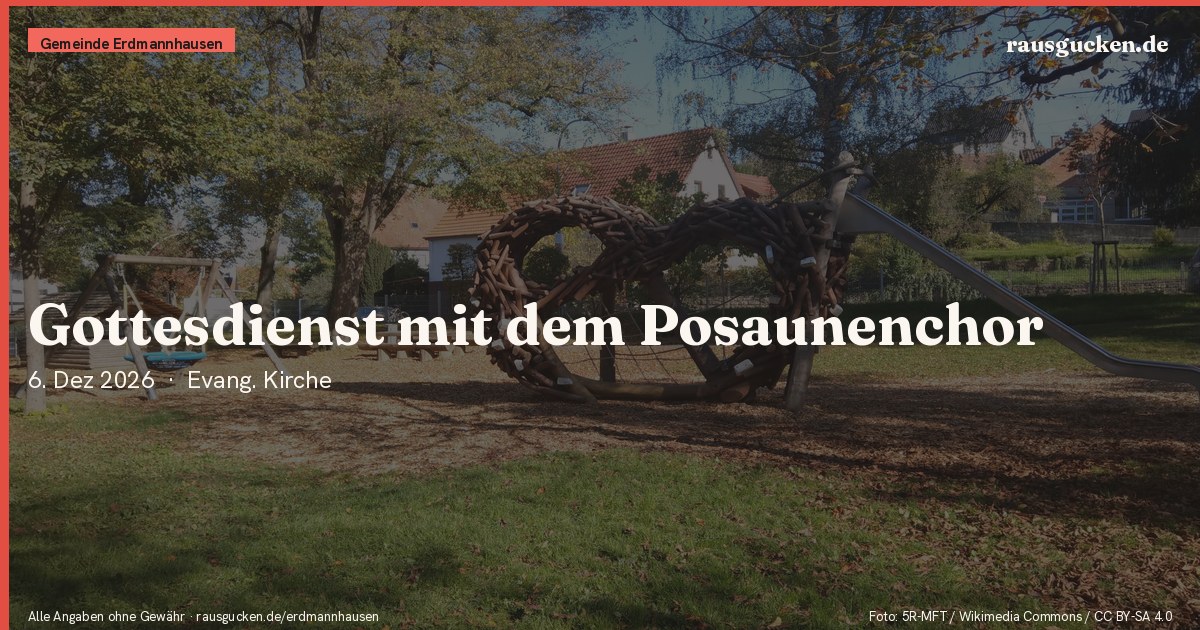 Gemeinde Erdmannhausen
rausgucken.de
Gottesdienst mit dem Posaunenchor
6. Dez 2026 · Evang. Kirche
Alle Angaben ohne Gewähr · rausgucken.de/erdmannhausen
Foto: 5R-MFT / Wikimedia Commons / CC BY-SA 4.0